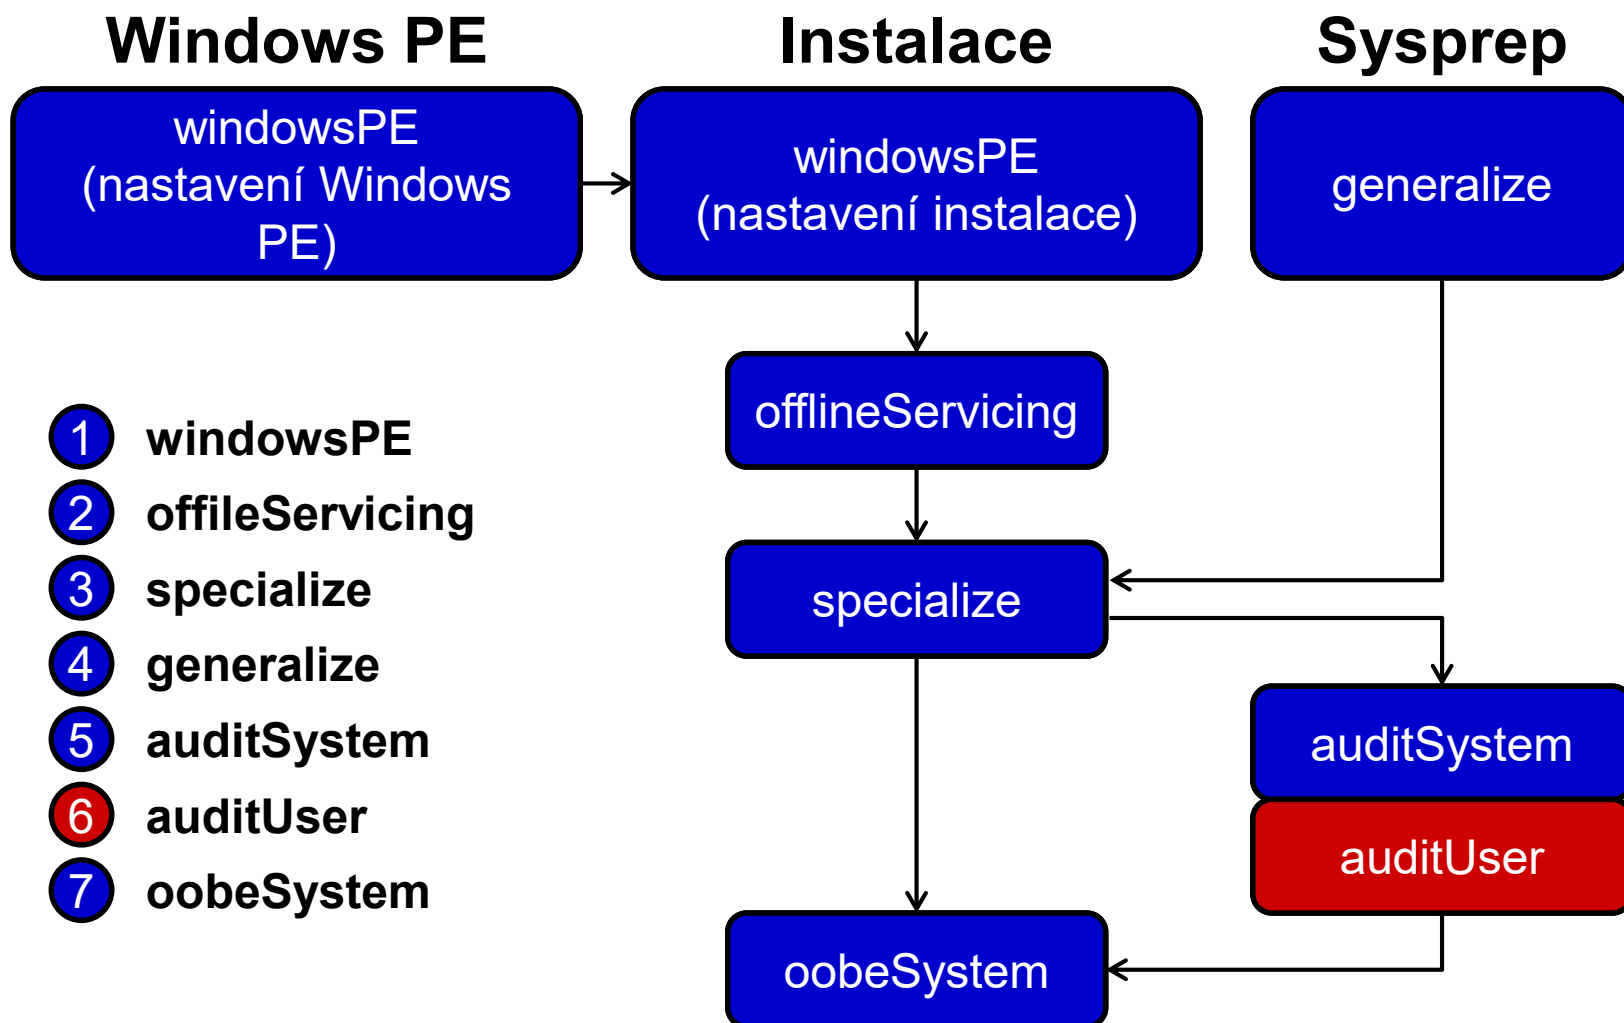 Windows PE
Instalace
Sysprep
windowsPE
(nastavení Windows
PE)
windowsPE
(nastavení instalace)
generalize
offlineServicing
specialize
auditSystem
auditUser
oobeSystem
1 windowsPE
2 offileServicing
3 specialize
4 generalize
5 auditSystem
6 auditUser
7 oobeSystem